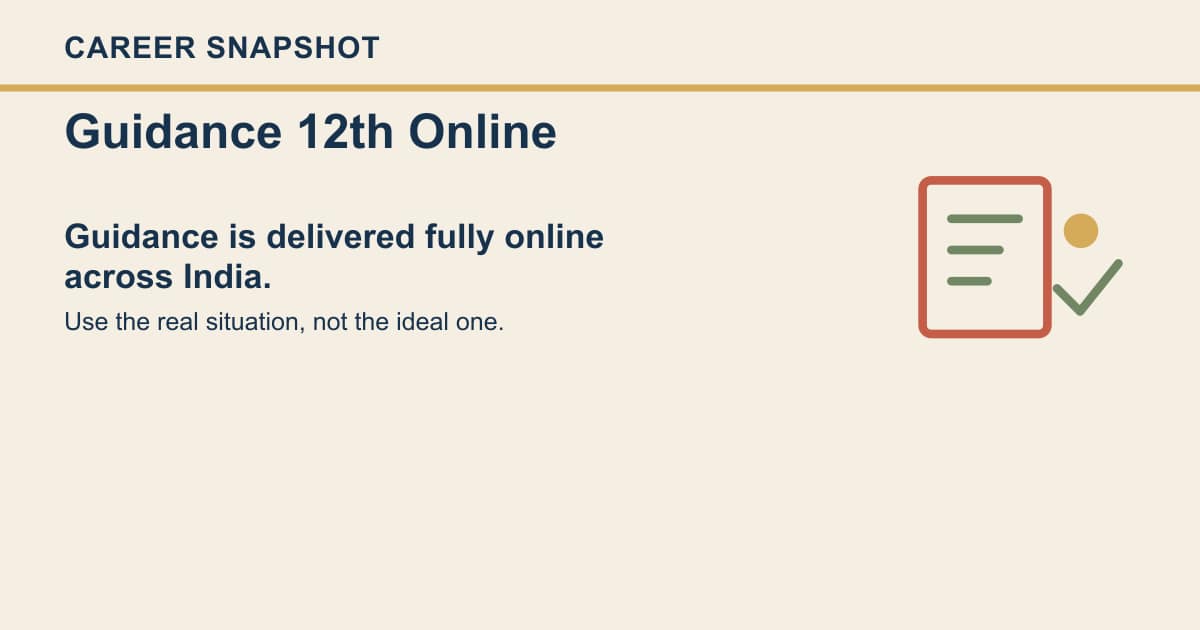 CAREER SNAPSHOT
Guidance 12th Online
Guidance is delivered fully online
across India.
Use the real situation, not the ideal one.